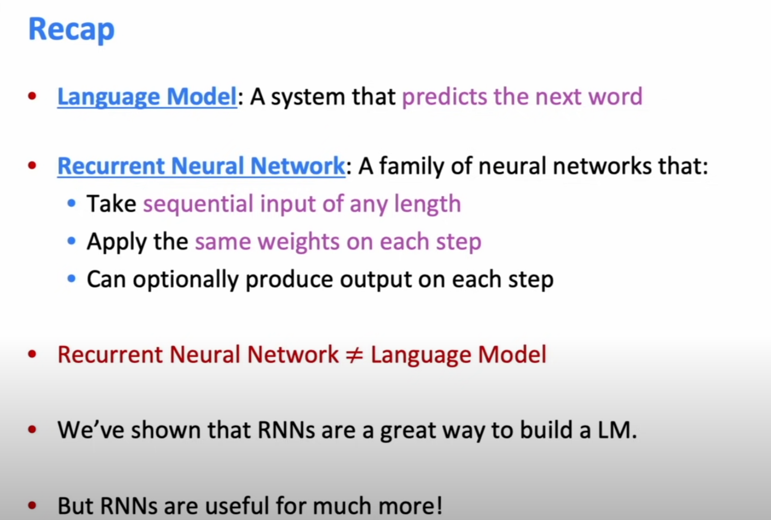 Recap
• Language Model: A system that predicts the next word
• Recurrent Neural Network: A family of neural networks that:
• Take sequential input of any length
• Apply the same weights on each step
• Can optionally produce output on each step
• Recurrent Neural Network ≠ Language Model
• We’ve shown that RNNs are a great way to build a LM.
• But RNNs are useful for much more!